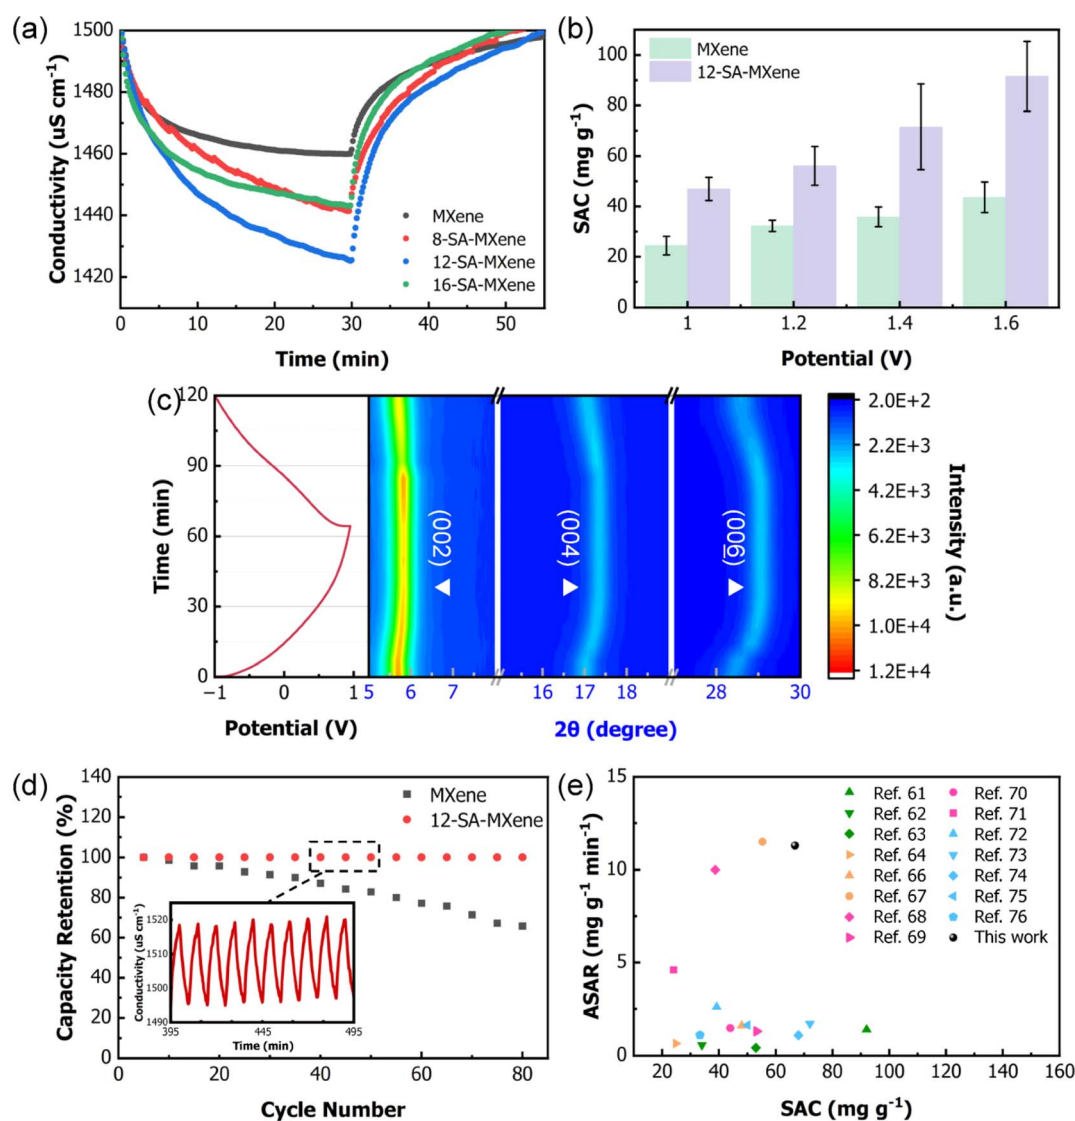 (a)
1500
1480
1460
1440
1420
Conductivity (uS cm⁻¹)
MXene
8-SA-MXene
12-SA-MXene
16-SA-MXene
0 10 20 30 40 50
Time (min)
(b)
100
80
60
40
20
0
SAC (mg g⁻¹)
MXene
12-SA-MXene
1 1.2 1.4 1.6
Potential (V)
(c)
120
90
60
30
0
Time (min)
−1 0 1
Potential (V)
(002)
(004)
(006)
5 6 7 16 17 18 28 30
2θ (degree)
2.0E+2
2.2E+3
4.2E+3
6.2E+3
8.2E+3
1.0E+4
1.2E+4
Intensity (a.u.)
(d)
140
120
100
80
60
40
20
0
Capacity Retention (%)
MXene
12-SA-MXene
1520
1510
1500
1490
Conductivity (uS cm⁻¹)
395 445 495
Time (min)
0 20 40 60 80
Cycle Number
(e)
15
10
5
0
ASAR (mg g⁻¹ min⁻¹)
Ref. 61
Ref. 62
Ref. 63
Ref. 64
Ref. 66
Ref. 67
Ref. 68
Ref. 69
Ref. 70
Ref. 71
Ref. 72
Ref. 73
Ref. 74
Ref. 75
Ref. 76
This work
20 40 60 80 100 120 140 160
SAC (mg g⁻¹)